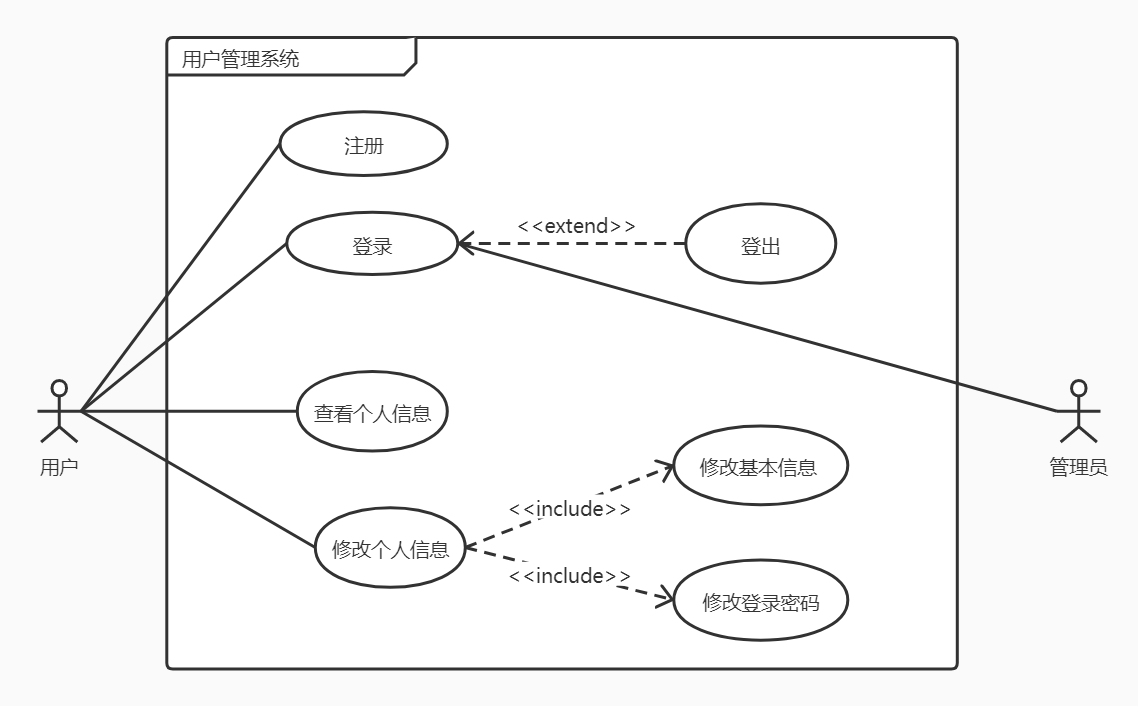 用户管理系统
注册
<<extend>>
登录
登出
查看个人信息
用户
管理员
修改基本信息
<<include>>
修改个人信息
<<include>>
修改登录密码